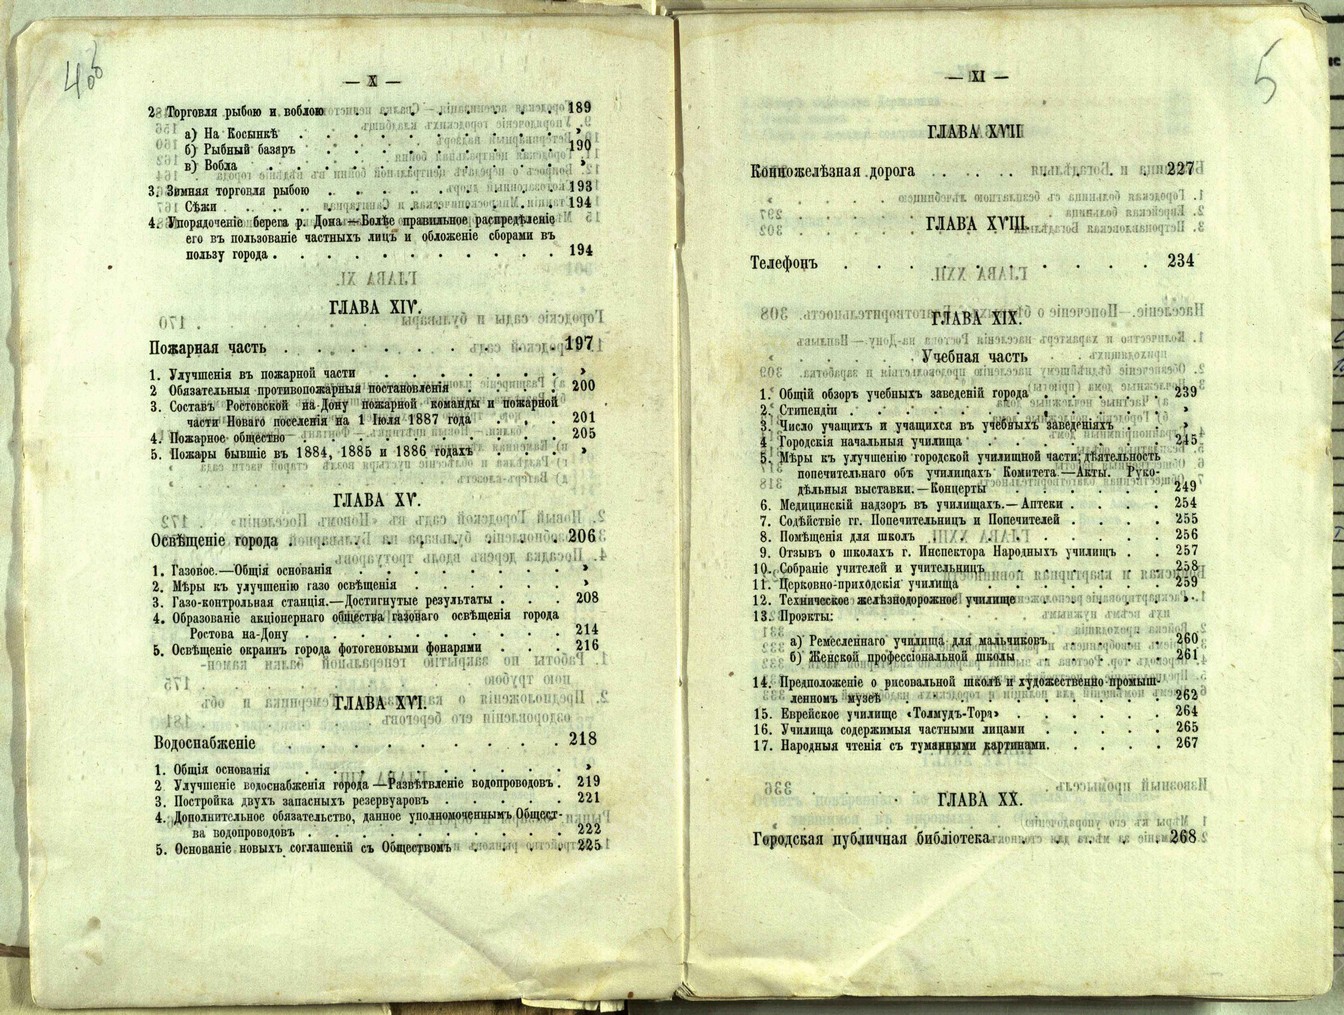 4 об
— X —
2. Торговля рыбою и воблою . . . . . . . . 189
а) На Косынкѣ . . . . . . . . . »
б) Рыбный базаръ . . . . . . . . 190
в) Вобла . . . . . . . . . . »
3. Зимняя торговля рыбою . . . . . . . . 193
Сѣжи . . . . . . . . . . . 194
4. Упорядоченіе берега р. Дона—Болѣе правильное распредѣленіе
его въ пользованіе частныхъ лицъ и обложеніе сборами въ
пользу города . . . . . . . . . . . 194
ГЛАВА XIV.
Пожарная часть . . . . . . . . . 197
1. Улучшенія въ пожарной части . . . . . . . »
2 Обязательныя противопожарныя постановленія . . . . 200
3. Составъ Ростовской на-Дону пожарной команды и пожарной
части Новаго поселенія на 1 Іюля 1887 года . . . 201
4. Пожарное общество . . . . . . . . . 205
5. Пожары бывшіе въ 1884, 1885 и 1886 годахъ . . . . »
ГЛАВА XV.
Освѣщеніе города . . . . . . . . . 206
1. Газовое.—Общія основанія . . . . . . . . »
2. Мѣры къ улучшенію газо освѣщенія . . . . . . »
3. Газо-контрольная станція.—Достигнутые результаты . . . 208
4. Образованіе акціонернаго общества газоваго освѣщенія города
Ростова на-Дону . . . . . . . . . . 214
5. Освѣщеніе окраинъ города фотогеновыми фонарями . . . 216
ГЛАВА XVI.
Водоснабженіе . . . . . . . . . 218
1. Общія основанія . . . . . . . . . . »
2 Улучшеніе водоснабженія города—Развѣтвленіе водопроводовъ . 219
3. Постройка двухъ запасныхъ резервуаровъ . . . . . 221
4. Дополнительное обязательство, данное уполномоченнымъ Общест-
ва водопроводовъ . . . . . . . . . . 222
5. Основаніе новыхъ соглашеній съ Обществомъ . . . . 225
5
— XI —
ГЛАВА XVII
Конножелѣзная дорога . . . . . . . . 227
ГЛАВА XVIII.
Телефонъ . . . . . . . . . . 234
ГЛАВА XIX.
Учебная часть
1. Общій обзоръ учебныхъ заведеній города . . . . . 239
2. Стипендіи . . . . . . . . . . . »
3. Число учащихъ и учащихся въ учебныхъ заведеніяхъ . . . »
4. Городскія начальныя училища . . . . . . . 245
5. Мѣры къ улучшенію городской училищной части; дѣятельность
попечительнаго объ училищахъ Комитета—Акты. Руко-
дѣльныя выставки.—Концерты . . . . . . 249
6. Медицинскій надзоръ въ училищахъ.—Аптеки . . . . 254
7. Содѣйствіе гг. Попечительницъ и Попечителей . . . . 255
8. Помѣщенія для школъ . . . . . . . . 256
9. Отзывъ о школахъ г. Инспектора Народныхъ училищъ . . 257
10. Собраніе учителей и учительницъ . . . . . . 258
11. Церковно-приходскія училища . . . . . . . 259
12. Техническое желѣзнодорожное училище . . . . . »
13. Проэкты:
а) Ремесленнаго училища для мальчиковъ . . . . 260
б) Женской профессіональной школы . . . . . 261
14. Предположеніе о рисовальной школѣ и художественно-промыш-
ленномъ музеѣ . . . . . . . . . 262
15. Еврейское училище «Толмудъ-Тора» . . . . . . 264
16. Училища содержимыя частными лицами . . . . . 265
17. Народныя чтенія съ туманными картинами. . . . . 267
ГЛАВА XX.
Городская публичная библіотека . . . . . . 268